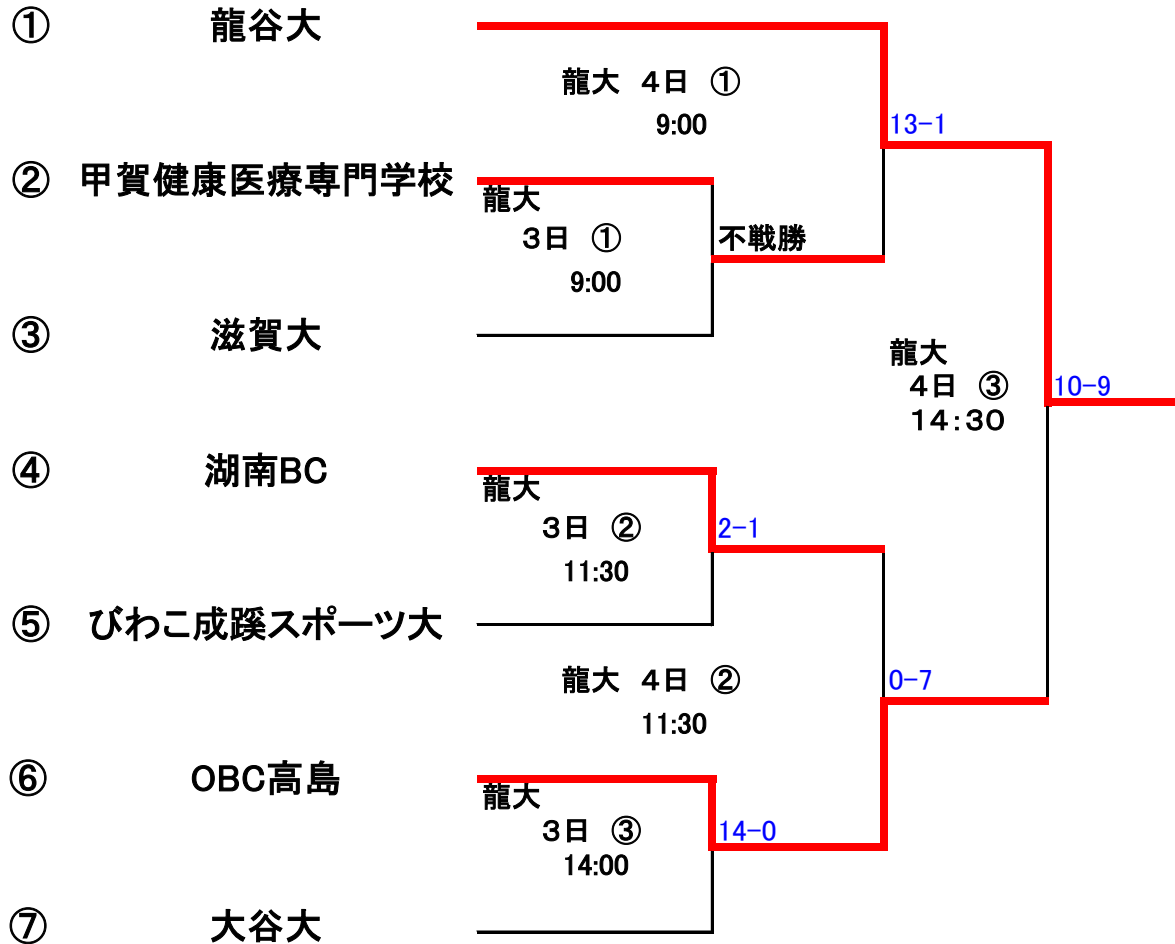 ① 龍谷大
龍大 4日 ①
9:00
13-1
② 甲賀健康医療専門学校
龍大
3日 ①
不戦勝
9:00
③ 滋賀大
龍大
4日 ③
10-9
14:30
④ 湖南BC
龍大
3日 ②
2-1
11:30
⑤ びわこ成蹊スポーツ大
龍大 4日 ②
0-7
11:30
⑥ OBC高島
龍大
3日 ③
14-0
14:00
⑦ 大谷大